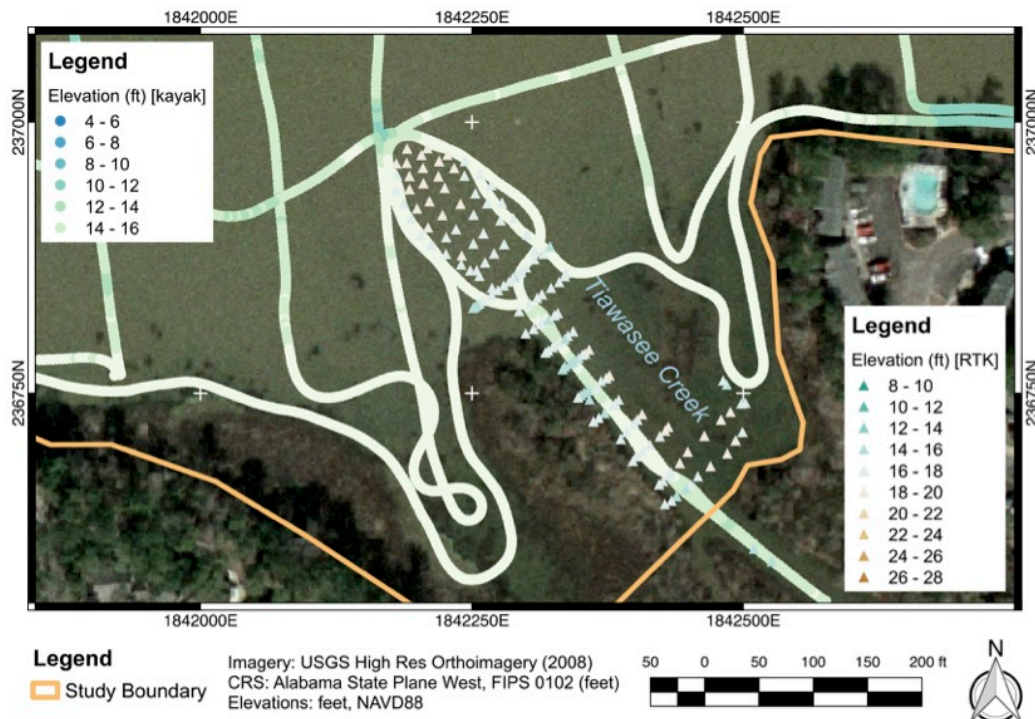 1842000E 1842250E 1842500E
237000N 237000N
236750N 236750N
Legend
Elevation (ft) [kayak]
4 - 6
6 - 8
8 - 10
10 - 12
12 - 14
14 - 16
Tiawasee Creek
Legend
Elevation (ft) [RTK]
8 - 10
10 - 12
12 - 14
14 - 16
16 - 18
18 - 20
20 - 22
22 - 24
24 - 26
26 - 28
1842000E 1842250E 1842500E
Legend
Study Boundary
Imagery: USGS High Res Orthoimagery (2008)
CRS: Alabama State Plane West, FIPS 0102 (feet)
Elevations: feet, NAVD88
50 0 50 100 150 200 ft
N